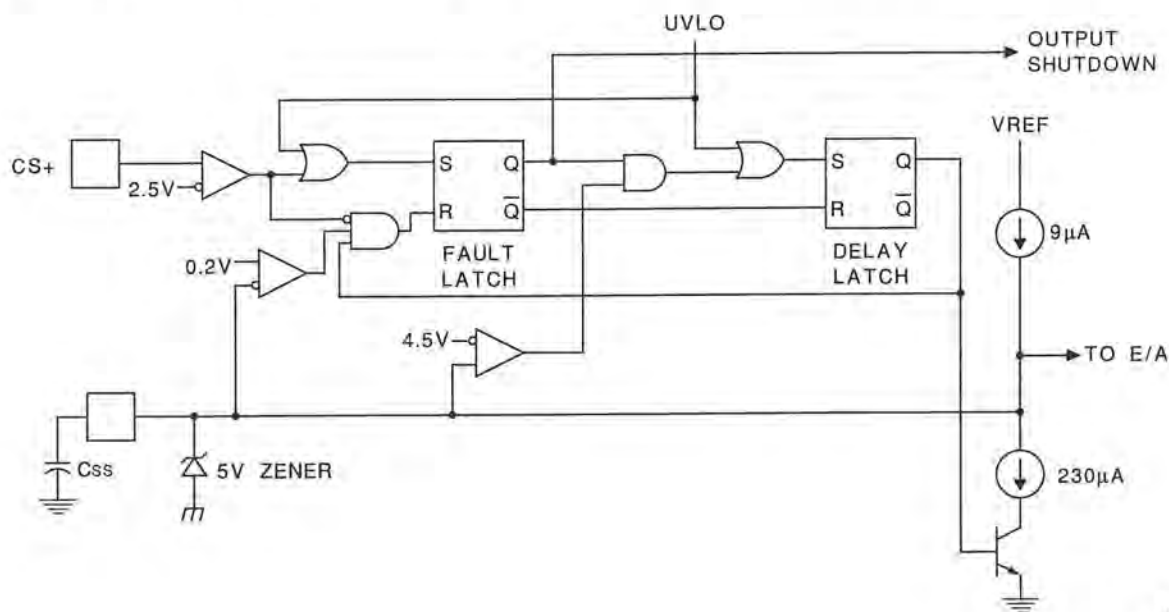 UVLO
OUTPUT
SHUTDOWN
VREF
CS+
2.5V
S Q
R Q̅
FAULT
LATCH
S Q
R Q̅
DELAY
LATCH
9µA
0.2V
4.5V
TO E/A
Css
5V ZENER
230µA